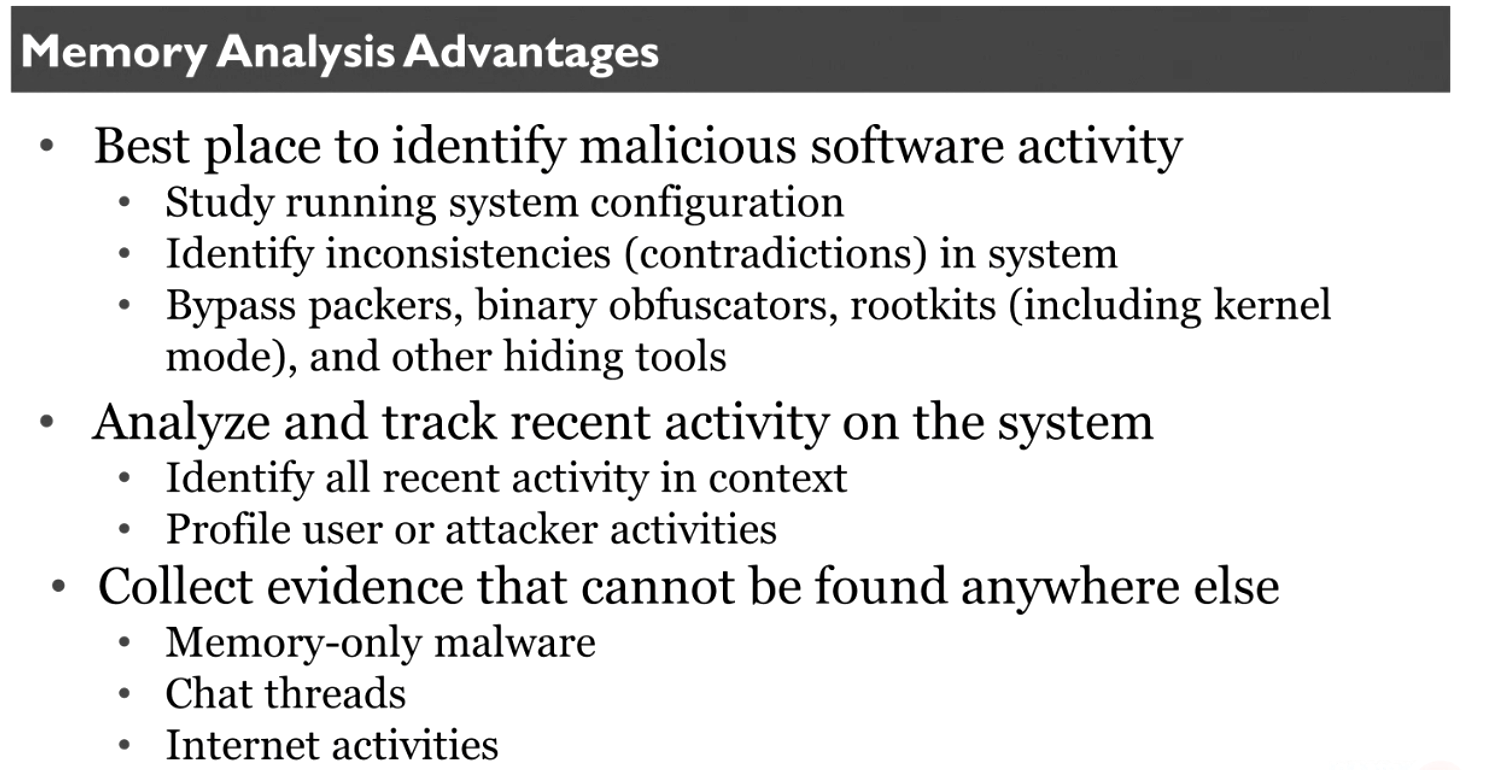 Memory Analysis Advantages
• Best place to identify malicious software activity
• Study running system configuration
• Identify inconsistencies (contradictions) in system
• Bypass packers, binary obfuscators, rootkits (including kernel
mode), and other hiding tools
• Analyze and track recent activity on the system
• Identify all recent activity in context
• Profile user or attacker activities
• Collect evidence that cannot be found anywhere else
• Memory-only malware
• Chat threads
• Internet activities